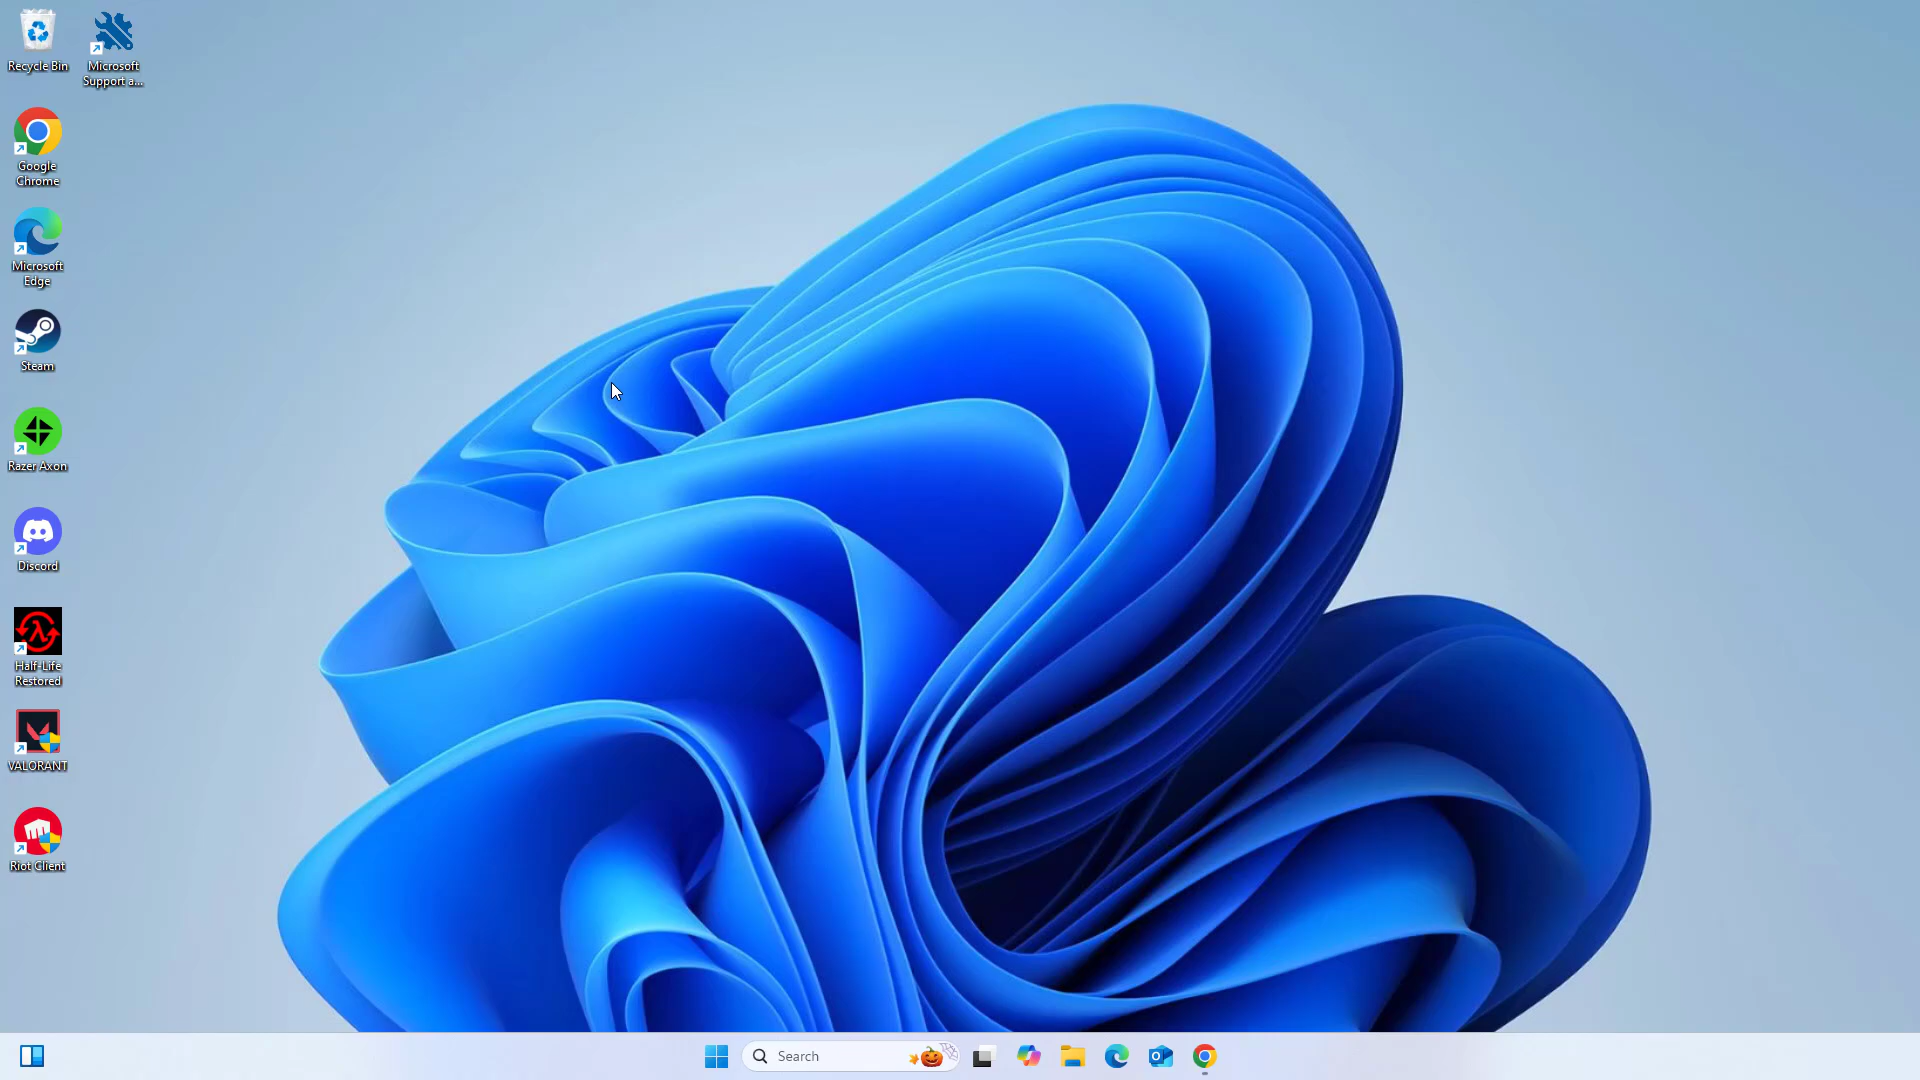 Recycle Bin
Microsoft
Support a...
Google
Chrome
Microsoft
Edge
Steam
Razer Axon
Discord
Half-Life
Restored
VALORANT
Riot Client
Search